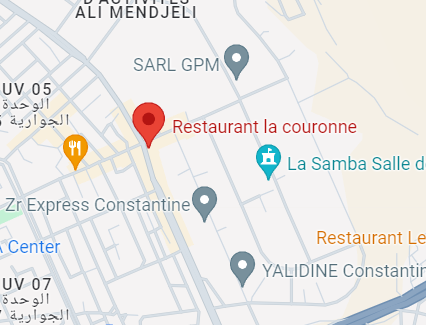 D'ACTIVITÉS
ALI MENDJELI
SARL GPM
UV 05
الوحدة
الجوارية
Restaurant la couronne
La Samba Salle d
Zr Express Constantine
Center
Restaurant Le
UV 07
الوحدة
الجوارية
YALIDINE Constantin